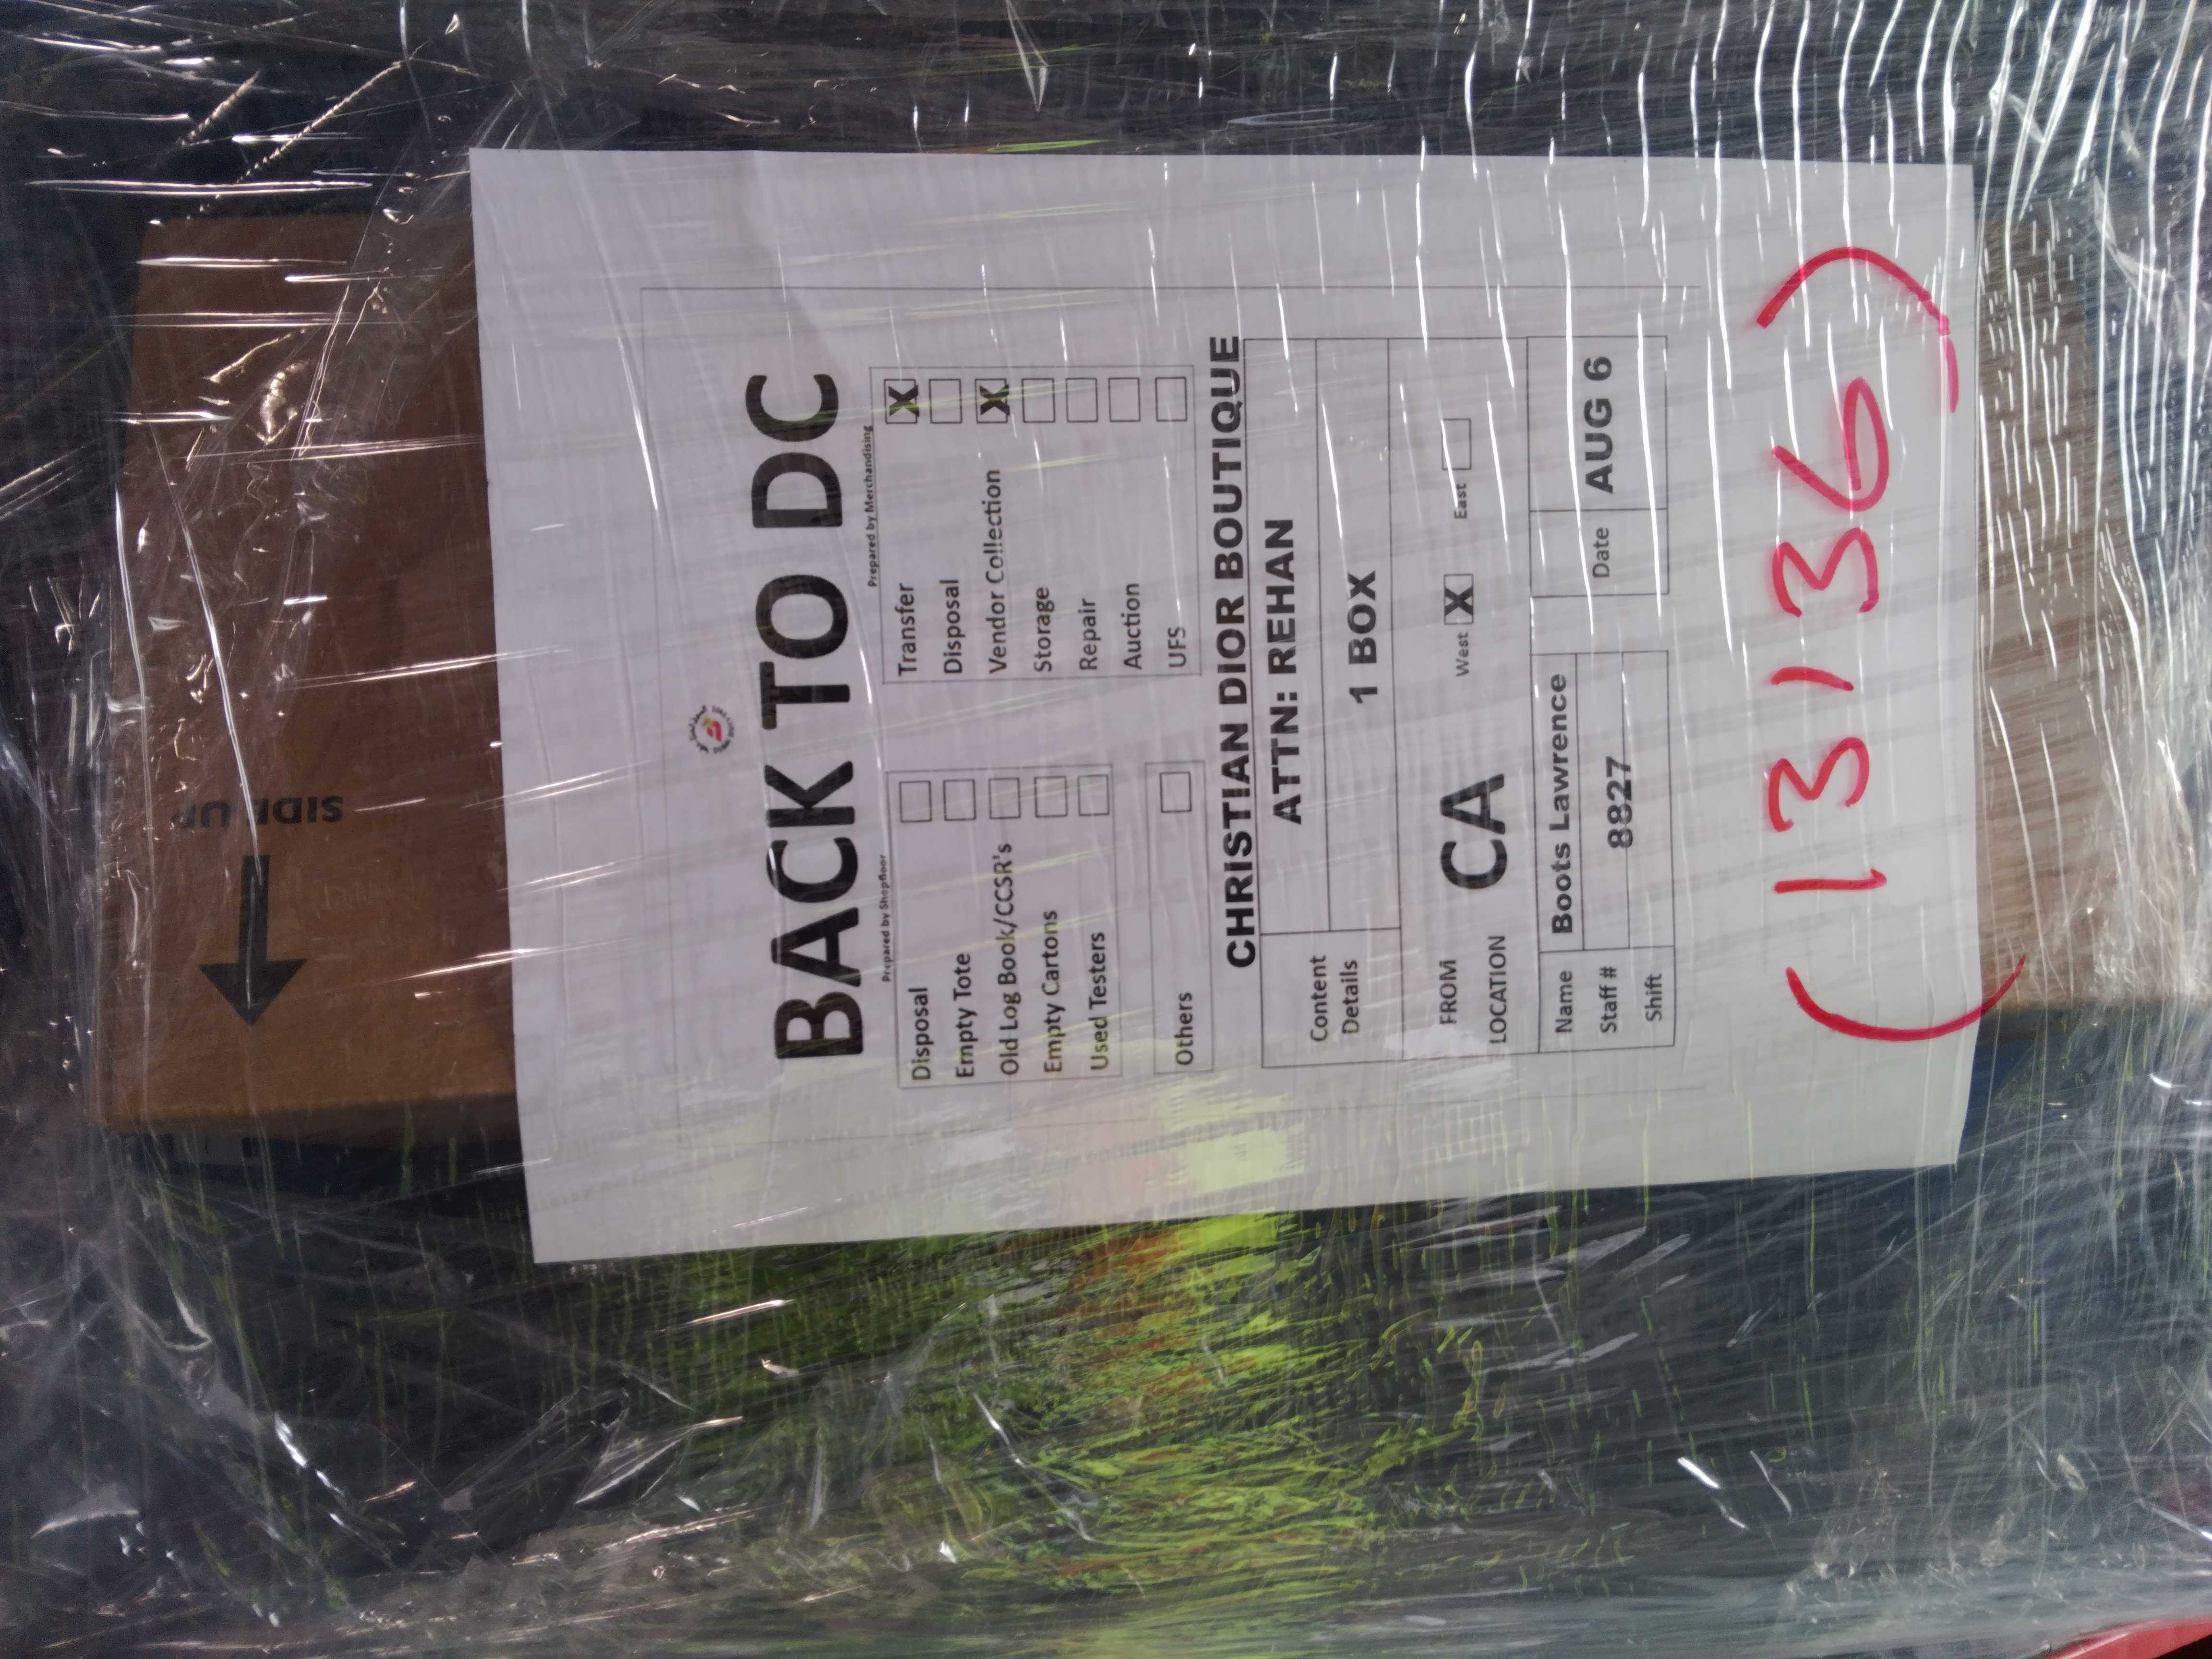 BACK TO DC
Prepared by Shopfloor
Prepared by Merchandising
Disposal
Empty Tote
Old Log Book/CCSR's
Empty Cartons
Used Testers
Others
Transfer X
Disposal
Vendor Collection X
Storage
Repair
Auction
UFS
CHRISTIAN DIOR BOUTIQUE
ATTN: REHAN
Content Details
1 BOX
FROM LOCATION CA West X East
Name Boots Lawrence
Staff # 8827
Shift
Date AUG 6
(13136)
SIDE UP